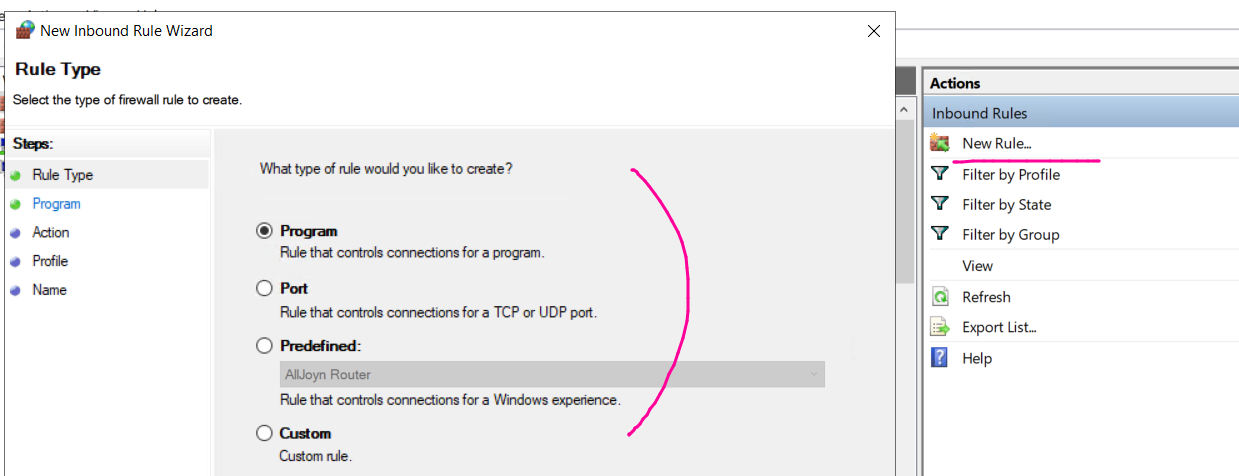 New Inbound Rule Wizard
Rule Type
Select the type of firewall rule to create.
Steps:
Rule Type
Program
Action
Profile
Name
What type of rule would you like to create?
Program
Rule that controls connections for a program.
Port
Rule that controls connections for a TCP or UDP port.
Predefined:
AllJoyn Router
Rule that controls connections for a Windows experience.
Custom
Custom rule.
Actions
Inbound Rules
New Rule...
Filter by Profile
Filter by State
Filter by Group
View
Refresh
Export List...
Help